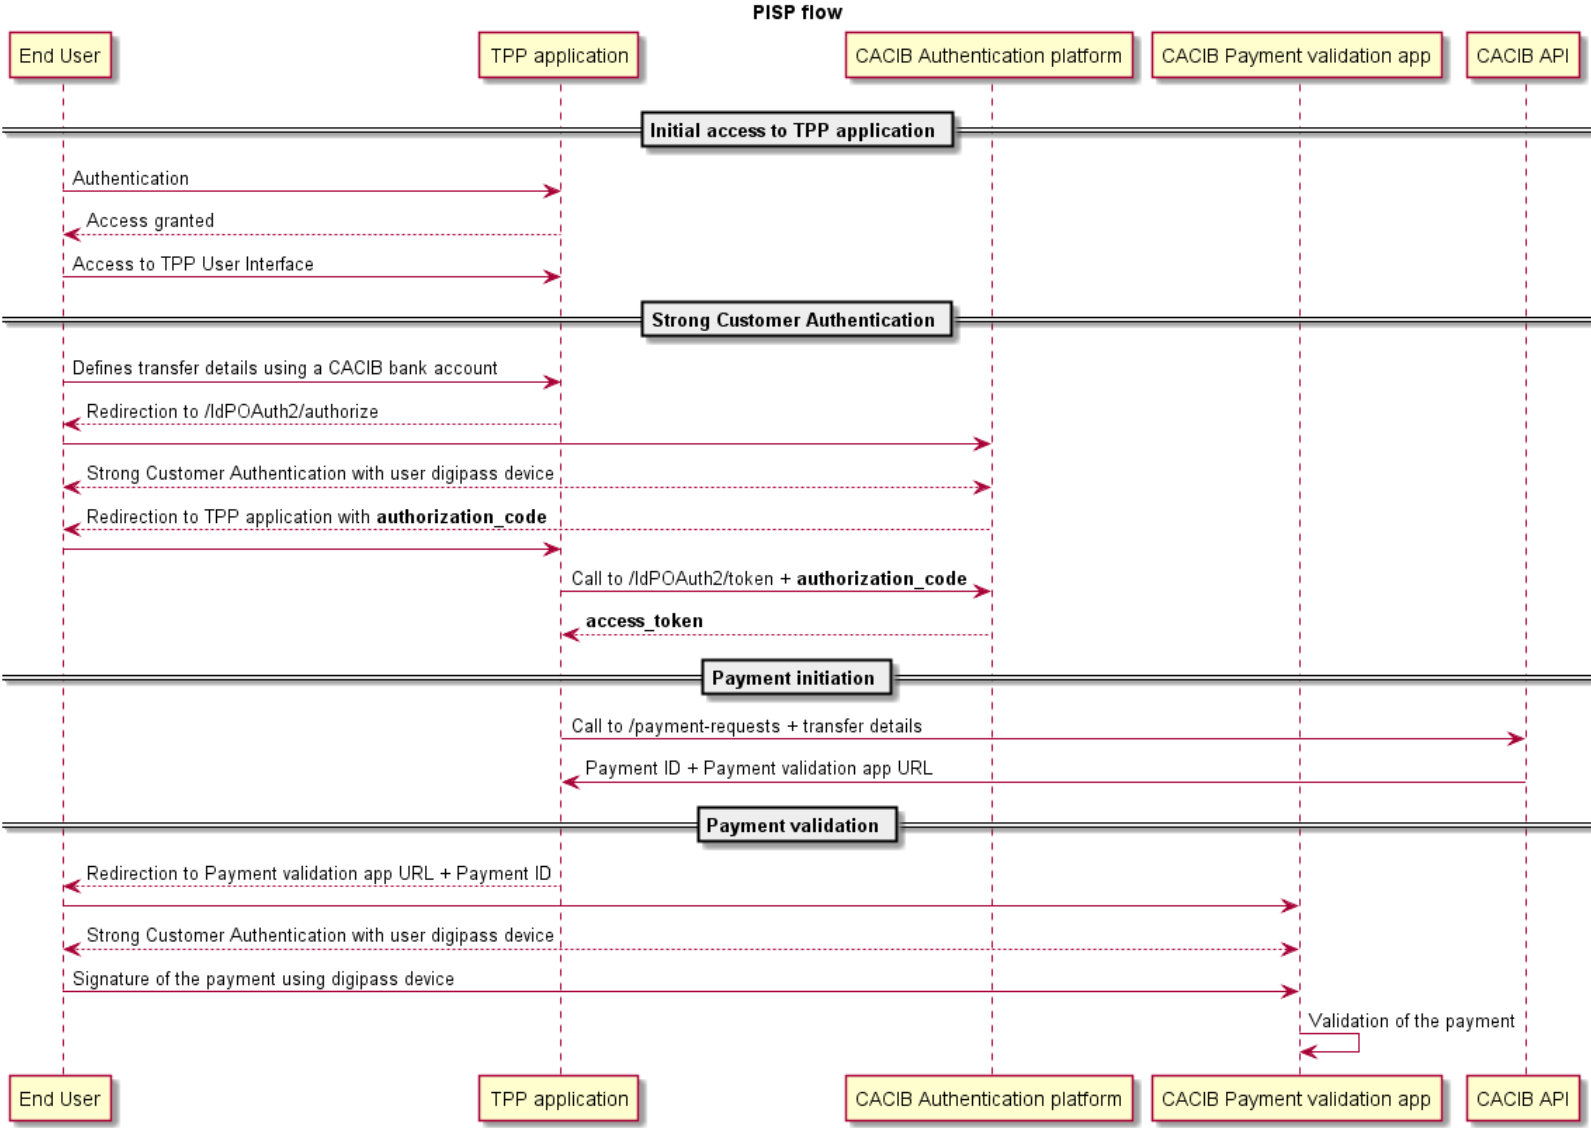 PISP flow
End User
TPP application
CACIB Authentication platform
CACIB Payment validation app
CACIB API
Initial access to TPP application
Authentication
Access granted
Access to TPP User Interface
Strong Customer Authentication
Defines transfer details using a CACIB bank account
Redirection to /IdPOAuth2/authorize
Strong Customer Authentication with user digipass device
Redirection to TPP application with authorization_code
Call to /IdPOAuth2/token + authorization_code
access_token
Payment initiation
Call to /payment-requests + transfer details
Payment ID + Payment validation app URL
Payment validation
Redirection to Payment validation app URL + Payment ID
Strong Customer Authentication with user digipass device
Signature of the payment using digipass device
Validation of the payment
End User
TPP application
CACIB Authentication platform
CACIB Payment validation app
CACIB API